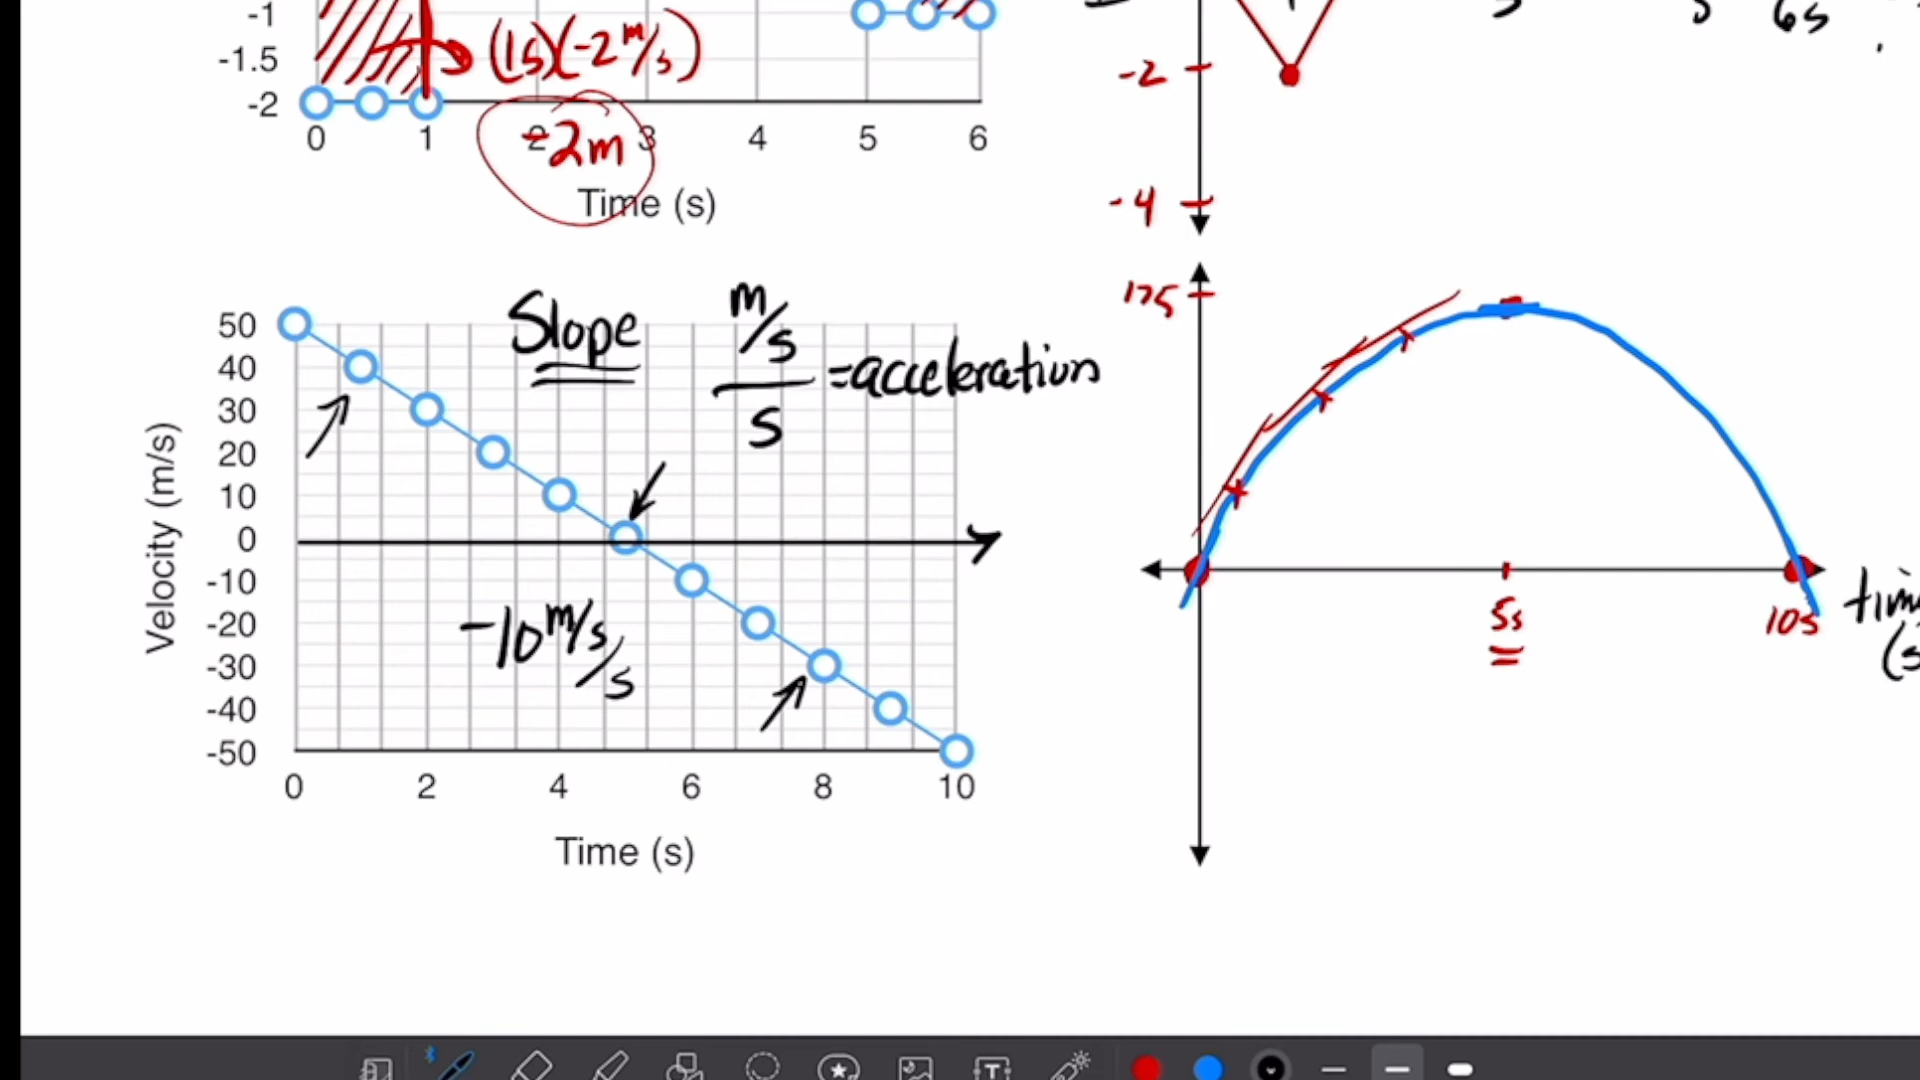 -1
-1.5
-2
(1s)(-2 m/s)
0 1 2 3 4 5 6
-2m
Time (s)
-2
-4
6s
50
40
30
20
10
0
-10
-20
-30
-40
-50
Velocity (m/s)
Slope
m/s
s
=acceleration
-10 m/s/s
0 2 4 6 8 10
Time (s)
175
5s
10s
T